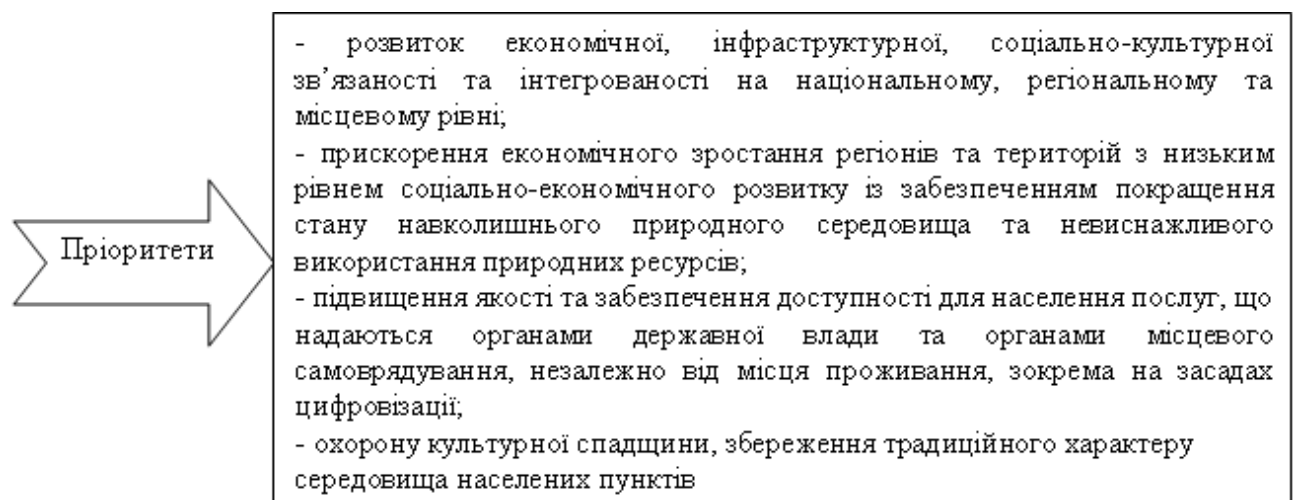 - розвиток економічної, інфраструктурної, соціально-культурної
зв’язаності та інтегрованості на національному, регіональному та
місцевому рівні;
- прискорення економічного зростання регіонів та територій з низьким
рівнем соціально-економічного розвитку із забезпеченням покращення
стану навколишнього природного середовища та невиснажливого
використання природних ресурсів;
- підвищення якості та забезпечення доступності для населення послуг, що
надаються органами державної влади та органами місцевого
самоврядування, незалежно від місця проживання, зокрема на засадах
цифровізації;
- охорону культурної спадщини, збереження традиційного характеру
середовища населених пунктів
Пріоритети